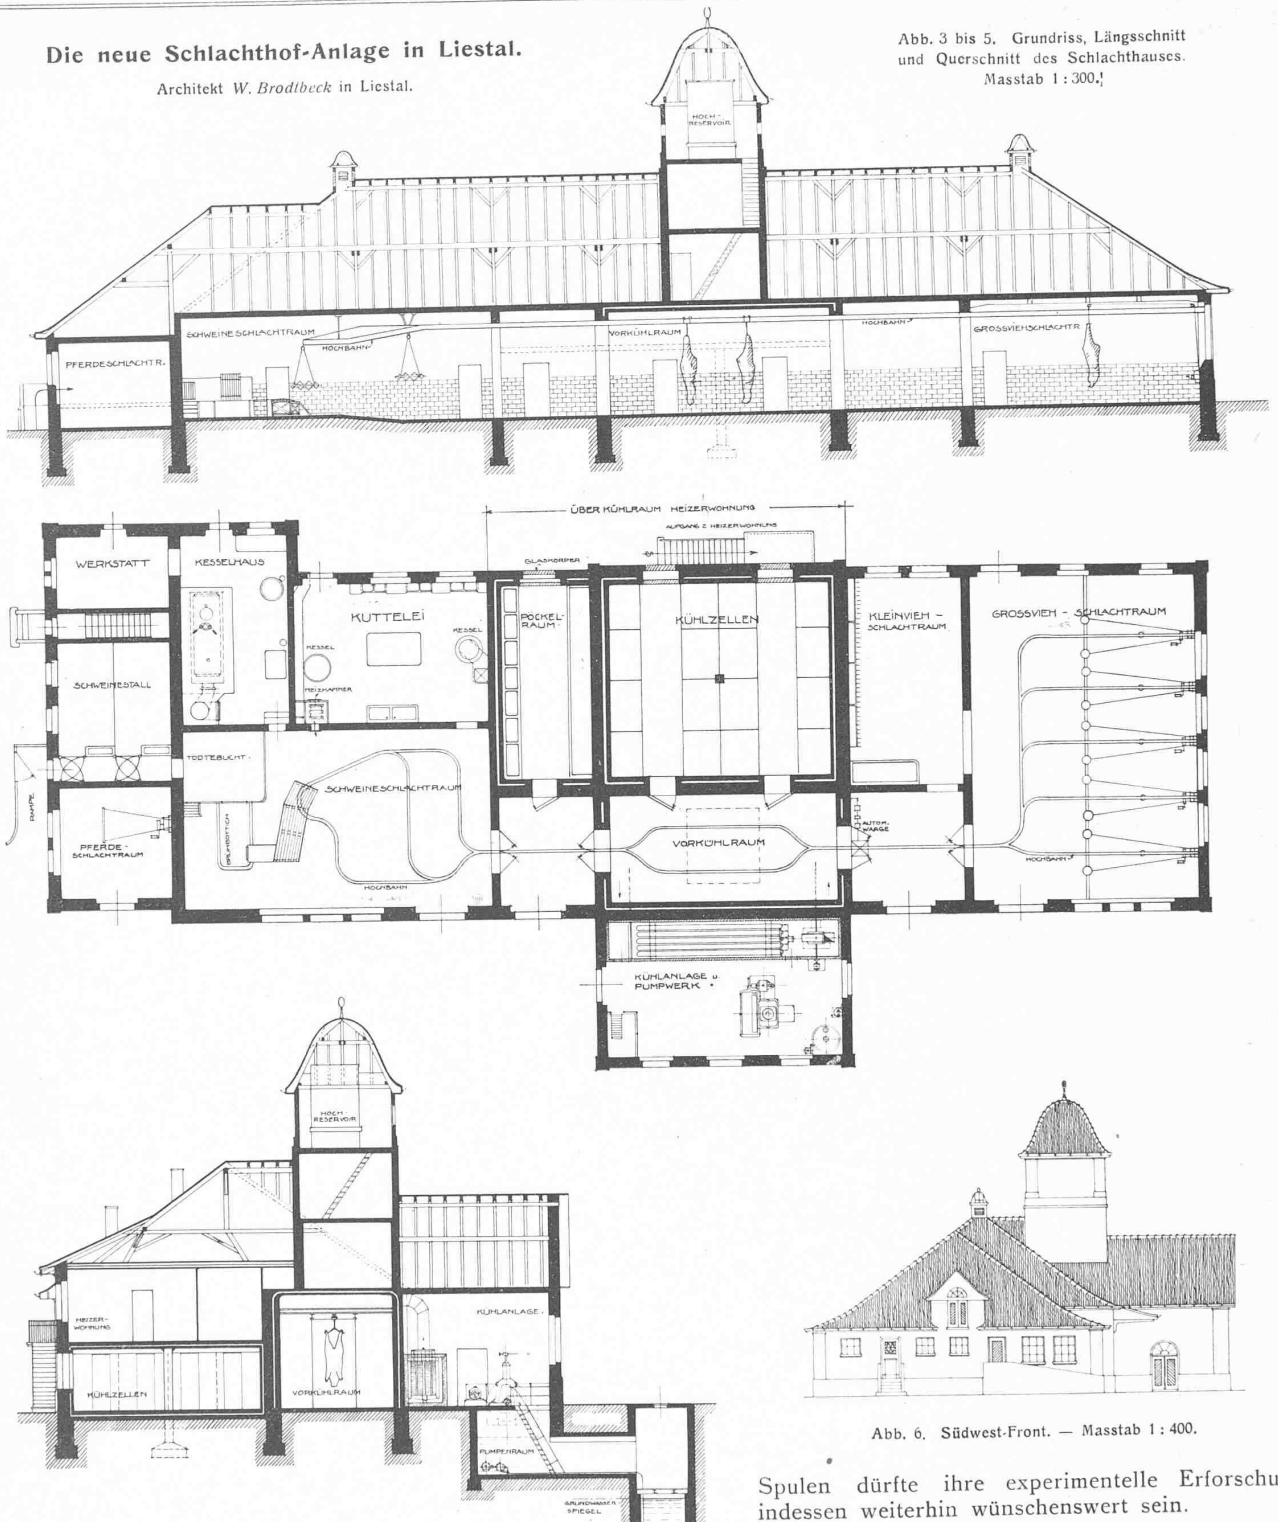 Die neue Schlachthof-Anlage in Liestal.
Architekt W. Brodtbeck in Liestal.
Abb. 3 bis 5. Grundriss, Längsschnitt
und Querschnitt des Schlachthauses.
Masstab 1 : 300.
HOCH-
RESERVOIR
PFERDESCHLACHTR.
SCHWEINESCHLACHTRAUM
HOCHBAHN
VORKÜHLRAUM
HOCHBAHN
GROSSVIEHSCHLACHTR
ÜBER KÜHLRAUM HEIZERWOHNUNG
AUFGANG Z HEIZERWOHNUNG
GLASKÖRPER
WERKSTATT
KESSELHAUS
KUTTELEI
KESSEL
KESSEL
HEIZKAMMER
PÖCKEL-
RAUM
KÜHLZELLEN
KLEINVIEH-
SCHLACHTRAUM
GROSSVIEH - SCHLACHTRAUM
SCHWEINESTALL
TODTEBUCHT
SCHWEINESCHLACHTRAUM
RAMPE
PFERDE-
SCHLACHTRAUM
BRÜHBOTTICH
HOCHBAHN
VORKÜHLRAUM
AUTOM.
WAAGE
HOCHBAHN
KÜHLANLAGE u.
PUMPWERK
HOCH-
RESERVOIR
HEIZER-
WOHNUNG
KÜHLZELLEN
VORKÜHLRAUM
KÜHLANLAGE.
PUMPENRAUM
GRUNDWASSER
SPIEGEL
Abb. 6. Südwest-Front. — Masstab 1 : 400.
Spulen dürfte ihre experimentelle Erforschu
indessen weiterhin wünschenswert sein.